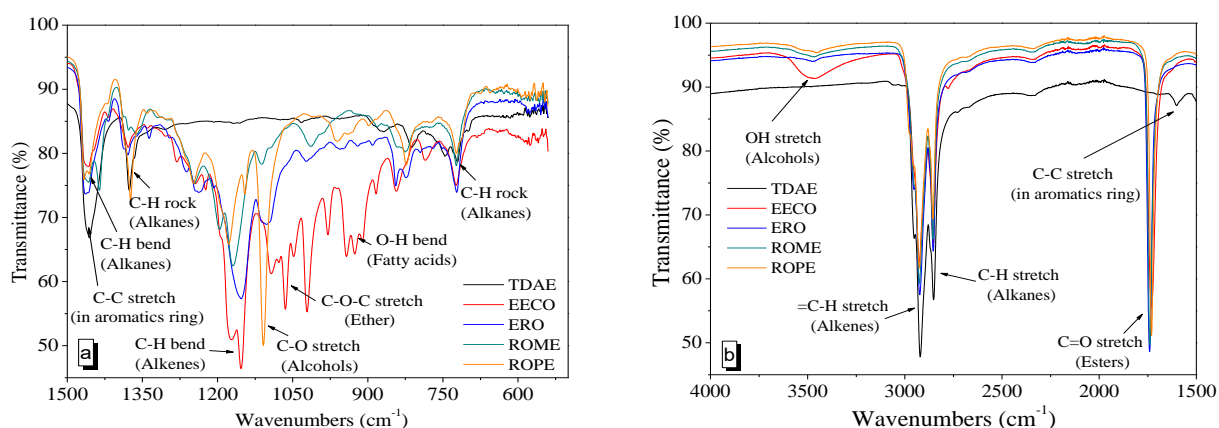 100
90
80
70
60
50
Transmittance (%)
C-H rock
(Alkanes)
C-H bend
(Alkanes)
C-C stretch
(in aromatics ring)
C-H bend
(Alkenes)
C-O-C stretch
(Ether)
C-O stretch
(Alcohols)
O-H bend
(Fatty acids)
C-H rock
(Alkanes)
TDAE
EECO
ERO
ROME
ROPE
a
1500 1350 1200 1050 900 750 600
Wavenumbers (cm-1)
100
90
80
70
60
50
Transmittance (%)
OH stretch
(Alcohols)
C-C stretch
(in aromatics ring)
TDAE
EECO
ERO
ROME
ROPE
=C-H stretch
(Alkenes)
C-H stretch
(Alkanes)
C=O stretch
(Esters)
b
4000 3500 3000 2500 2000 1500
Wavenumbers (cm-1)